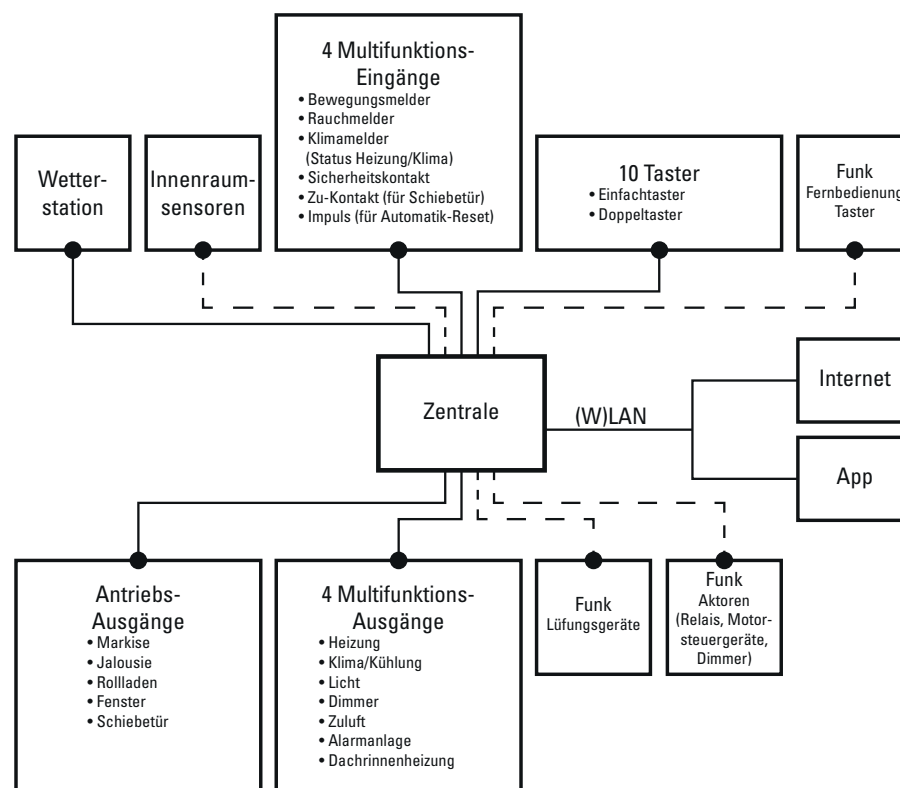 4 Multifunktions-
Eingänge
• Bewegungsmelder
• Rauchmelder
• Klimamelder
(Status Heizung/Klima)
• Sicherheitskontakt
• Zu-Kontakt (für Schiebetür)
• Impuls (für Automatik-Reset)
Wetter-
station
Innenraum-
sensoren
10 Taster
• Einfachtaster
• Doppeltaster
Funk
Fernbedienung
Taster
Zentrale
(W)LAN
Internet
App
Antriebs-
Ausgänge
• Markise
• Jalousie
• Rollladen
• Fenster
• Schiebetür
4 Multifunktions-
Ausgänge
• Heizung
• Klima/Kühlung
• Licht
• Dimmer
• Zuluft
• Alarmanlage
• Dachrinnenheizung
Funk
Lüfungsgeräte
Funk
Aktoren
(Relais, Motor-
steuergeräte,
Dimmer)